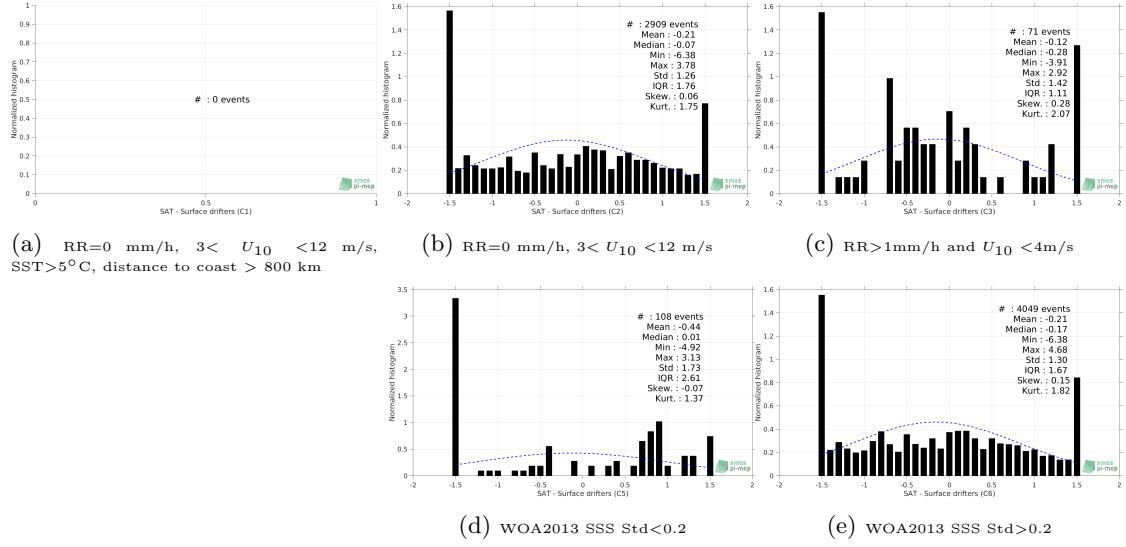 1
0.9
0.8
0.7
0.6
0.5
0.4
0.3
0.2
0.1
0
Normalized histogram
# : 0 events
0 0.5 1
SAT - Surface drifters (C1)
smos
pi-mep
(a) RR=0 mm/h, 3< U10 <12 m/s,
SST>5°C, distance to coast > 800 km
1.6
1.4
1.2
1
0.8
0.6
0.4
0.2
0
Normalized histogram
# : 2909 events
Mean : -0.21
Median : -0.07
Min : -6.38
Max : 3.78
Std : 1.26
IQR : 1.76
Skew. : 0.06
Kurt. : 1.75
-2 -1.5 -1 -0.5 0 0.5 1 1.5 2
SAT - Surface drifters (C2)
smos
pi-mep
(b) RR=0 mm/h, 3< U10 <12 m/s
1.6
1.4
1.2
1
0.8
0.6
0.4
0.2
0
Normalized histogram
# : 71 events
Mean : -0.12
Median : -0.28
Min : -3.91
Max : 2.92
Std : 1.42
IQR : 1.11
Skew. : 0.28
Kurt. : 2.07
-2 -1.5 -1 -0.5 0 0.5 1 1.5 2
SAT - Surface drifters (C3)
smos
pi-mep
(c) RR>1mm/h and U10 <4m/s
3.5
3
2.5
2
1.5
1
0.5
0
Normalized histogram
# : 108 events
Mean : -0.44
Median : 0.01
Min : -4.92
Max : 3.13
Std : 1.73
IQR : 2.61
Skew. : -0.07
Kurt. : 1.37
-2 -1.5 -1 -0.5 0 0.5 1 1.5 2
SAT - Surface drifters (C5)
smos
pi-mep
(d) WOA2013 SSS Std<0.2
1.6
1.4
1.2
1
0.8
0.6
0.4
0.2
0
Normalized histogram
# : 4049 events
Mean : -0.21
Median : -0.17
Min : -6.38
Max : 4.68
Std : 1.30
IQR : 1.67
Skew. : 0.15
Kurt. : 1.82
-2 -1.5 -1 -0.5 0 0.5 1 1.5 2
SAT - Surface drifters (C6)
smos
pi-mep
(e) WOA2013 SSS Std>0.2